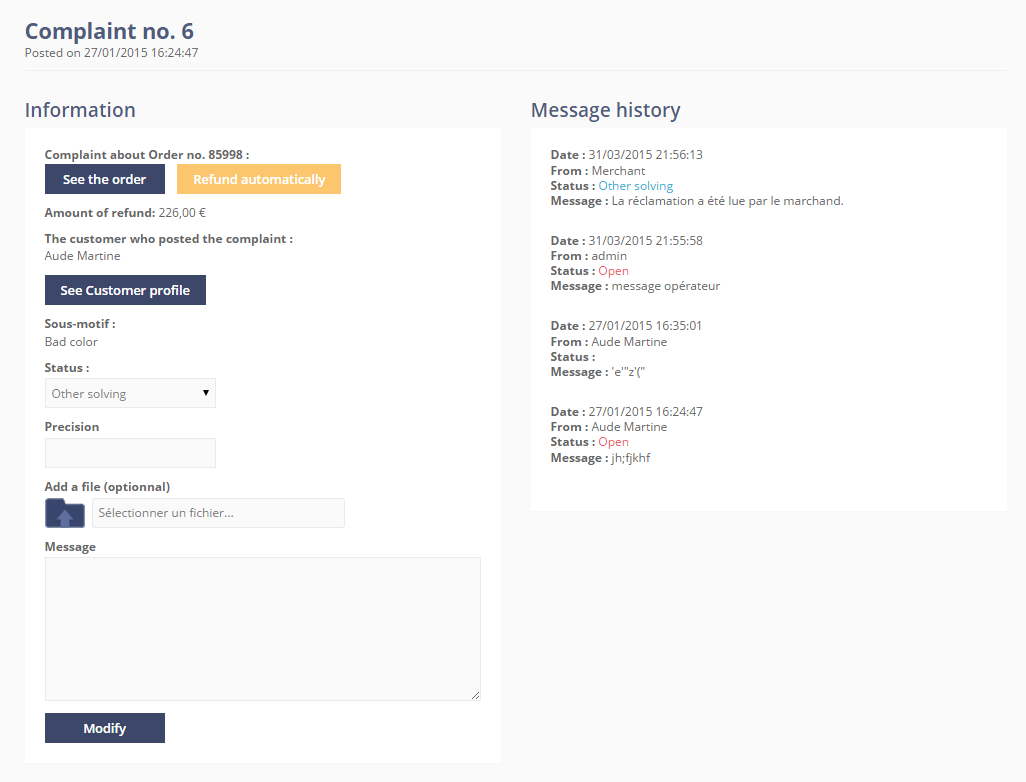 Complaint no. 6
Posted on 27/01/2015 16:24:47
Information
Complaint about Order no. 85998 :
See the order
Refund automatically
Amount of refund: 226,00 €
The customer who posted the complaint :
Aude Martine
See Customer profile
Sous-motif :
Bad color
Status :
Other solving
Precision
Add a file (optionnal)
Sélectionner un fichier...
Message
Modify
Message history
Date : 31/03/2015 21:56:13
From : Merchant
Status : Other solving
Message : La réclamation a été lue par le marchand.
Date : 31/03/2015 21:55:58
From : admin
Status : Open
Message : message opérateur
Date : 27/01/2015 16:35:01
From : Aude Martine
Status :
Message : 'e'"z'("
Date : 27/01/2015 16:24:47
From : Aude Martine
Status : Open
Message : jh;fjkhf